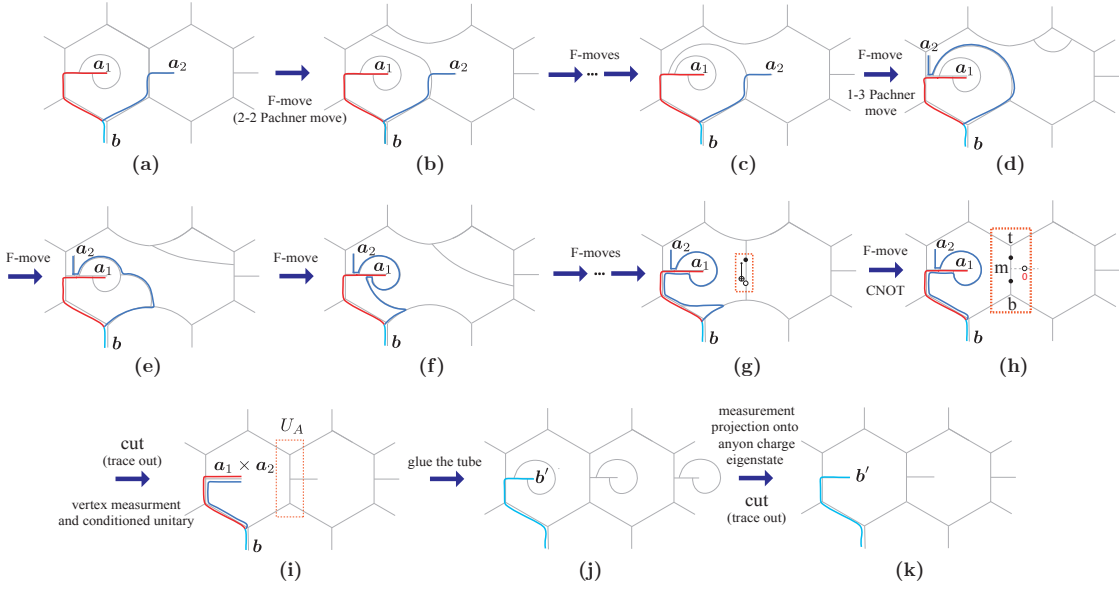 a₁
a₂
b
(a)
F-move
(2-2 Pachner move)
a₁
a₂
b
(b)
F-moves
...
a₁
a₂
b
(c)
F-move
1-3 Pachner
move
a₂
a₁
b
(d)
F-move
a₂
a₁
b
(e)
a₂
a₁
b
(f)
F-moves
...
a₂
a₁
b
(g)
F-move
CNOT
a₂
a₁
b
t
m
0
b
(h)
cut
(trace out)
vertex measurment
and conditioned unitary
a₁ × a₂
U_A
b
(i)
glue the tube
b′
(j)
measurement
projection onto
anyon charge
eigenstate
cut
(trace out)
b′
(k)